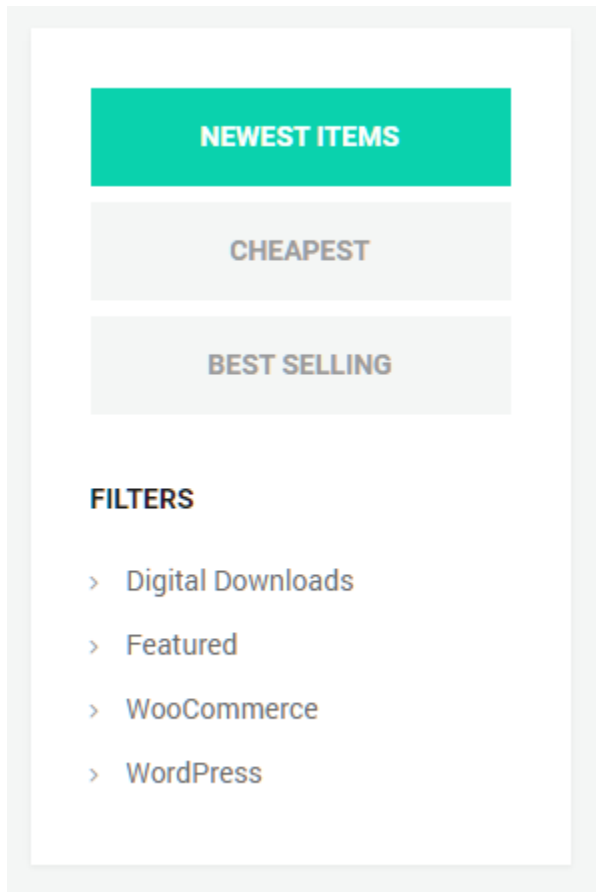 NEWEST ITEMS
CHEAPEST
BEST SELLING
FILTERS
Digital Downloads
Featured
WooCommerce
WordPress